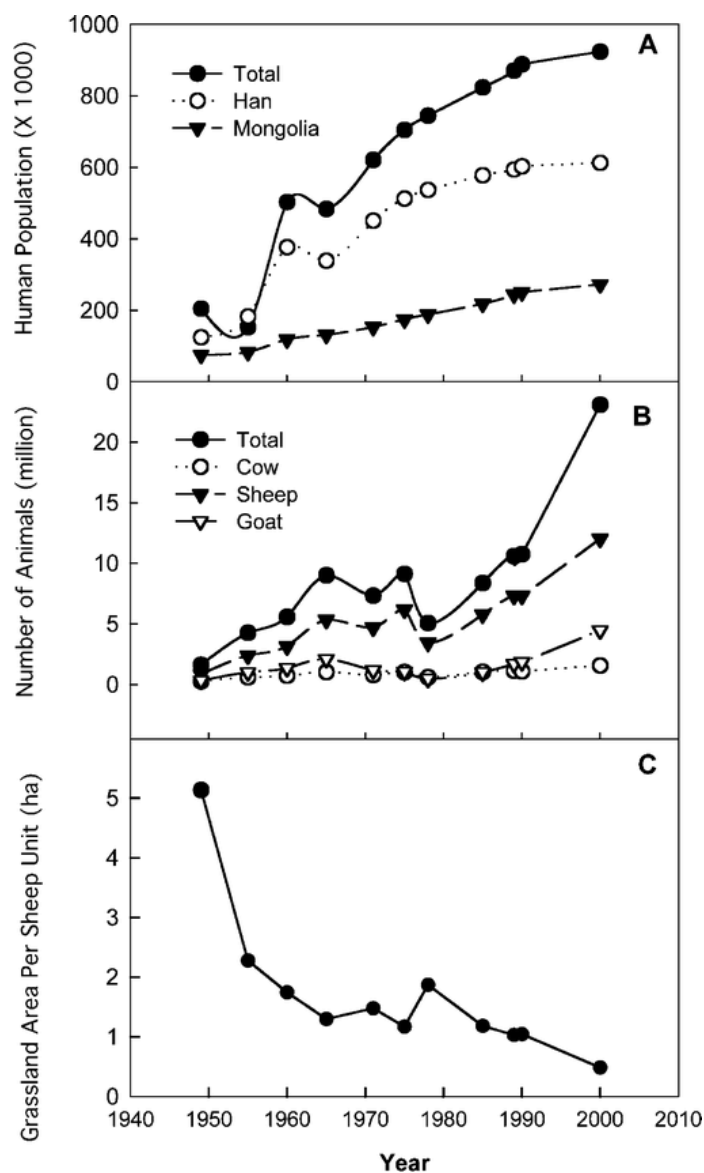 Human Population (X 1000)
1000
800
600
400
200
0
A
Total
Han
Mongolia
Number of Animals (million)
20
15
10
5
0
B
Total
Cow
Sheep
Goat
Grassland Area Per Sheep Unit (ha)
5
4
3
2
1
0
C
1940 1950 1960 1970 1980 1990 2000 2010
Year